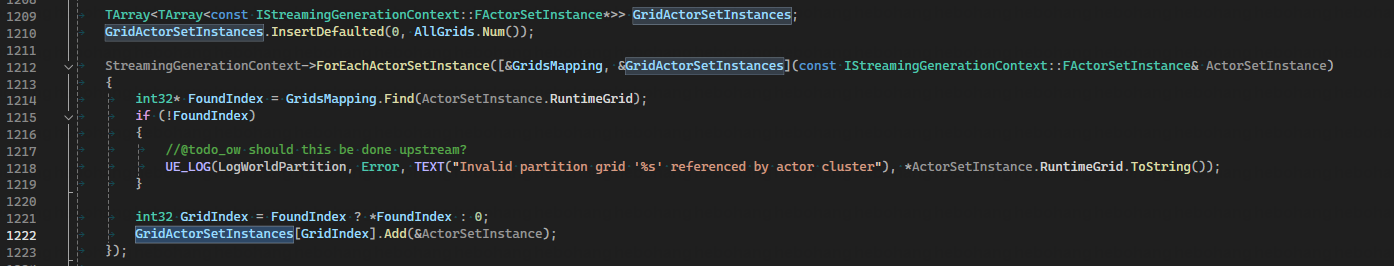 1209 TArray<TArray<const IStreamingGenerationContext::FActorSetInstance*>> GridActorSetInstances;
1210 GridActorSetInstances.InsertDefaulted(0, AllGrids.Num());
1211
1212 StreamingGenerationContext->ForEachActorSetInstance([&GridsMapping, &GridActorSetInstances](const IStreamingGenerationContext::FActorSetInstance& ActorSetInstance)
1213 {
1214 int32* FoundIndex = GridsMapping.Find(ActorSetInstance.RuntimeGrid);
1215 if (!FoundIndex)
1216 {
1217 //@todo_ow should this be done upstream?
1218 UE_LOG(LogWorldPartition, Error, TEXT("Invalid partition grid '%s' referenced by actor cluster"), *ActorSetInstance.RuntimeGrid.ToString());
1219 }
1220
1221 int32 GridIndex = FoundIndex ? *FoundIndex : 0;
1222 GridActorSetInstances[GridIndex].Add(&ActorSetInstance);
1223 });